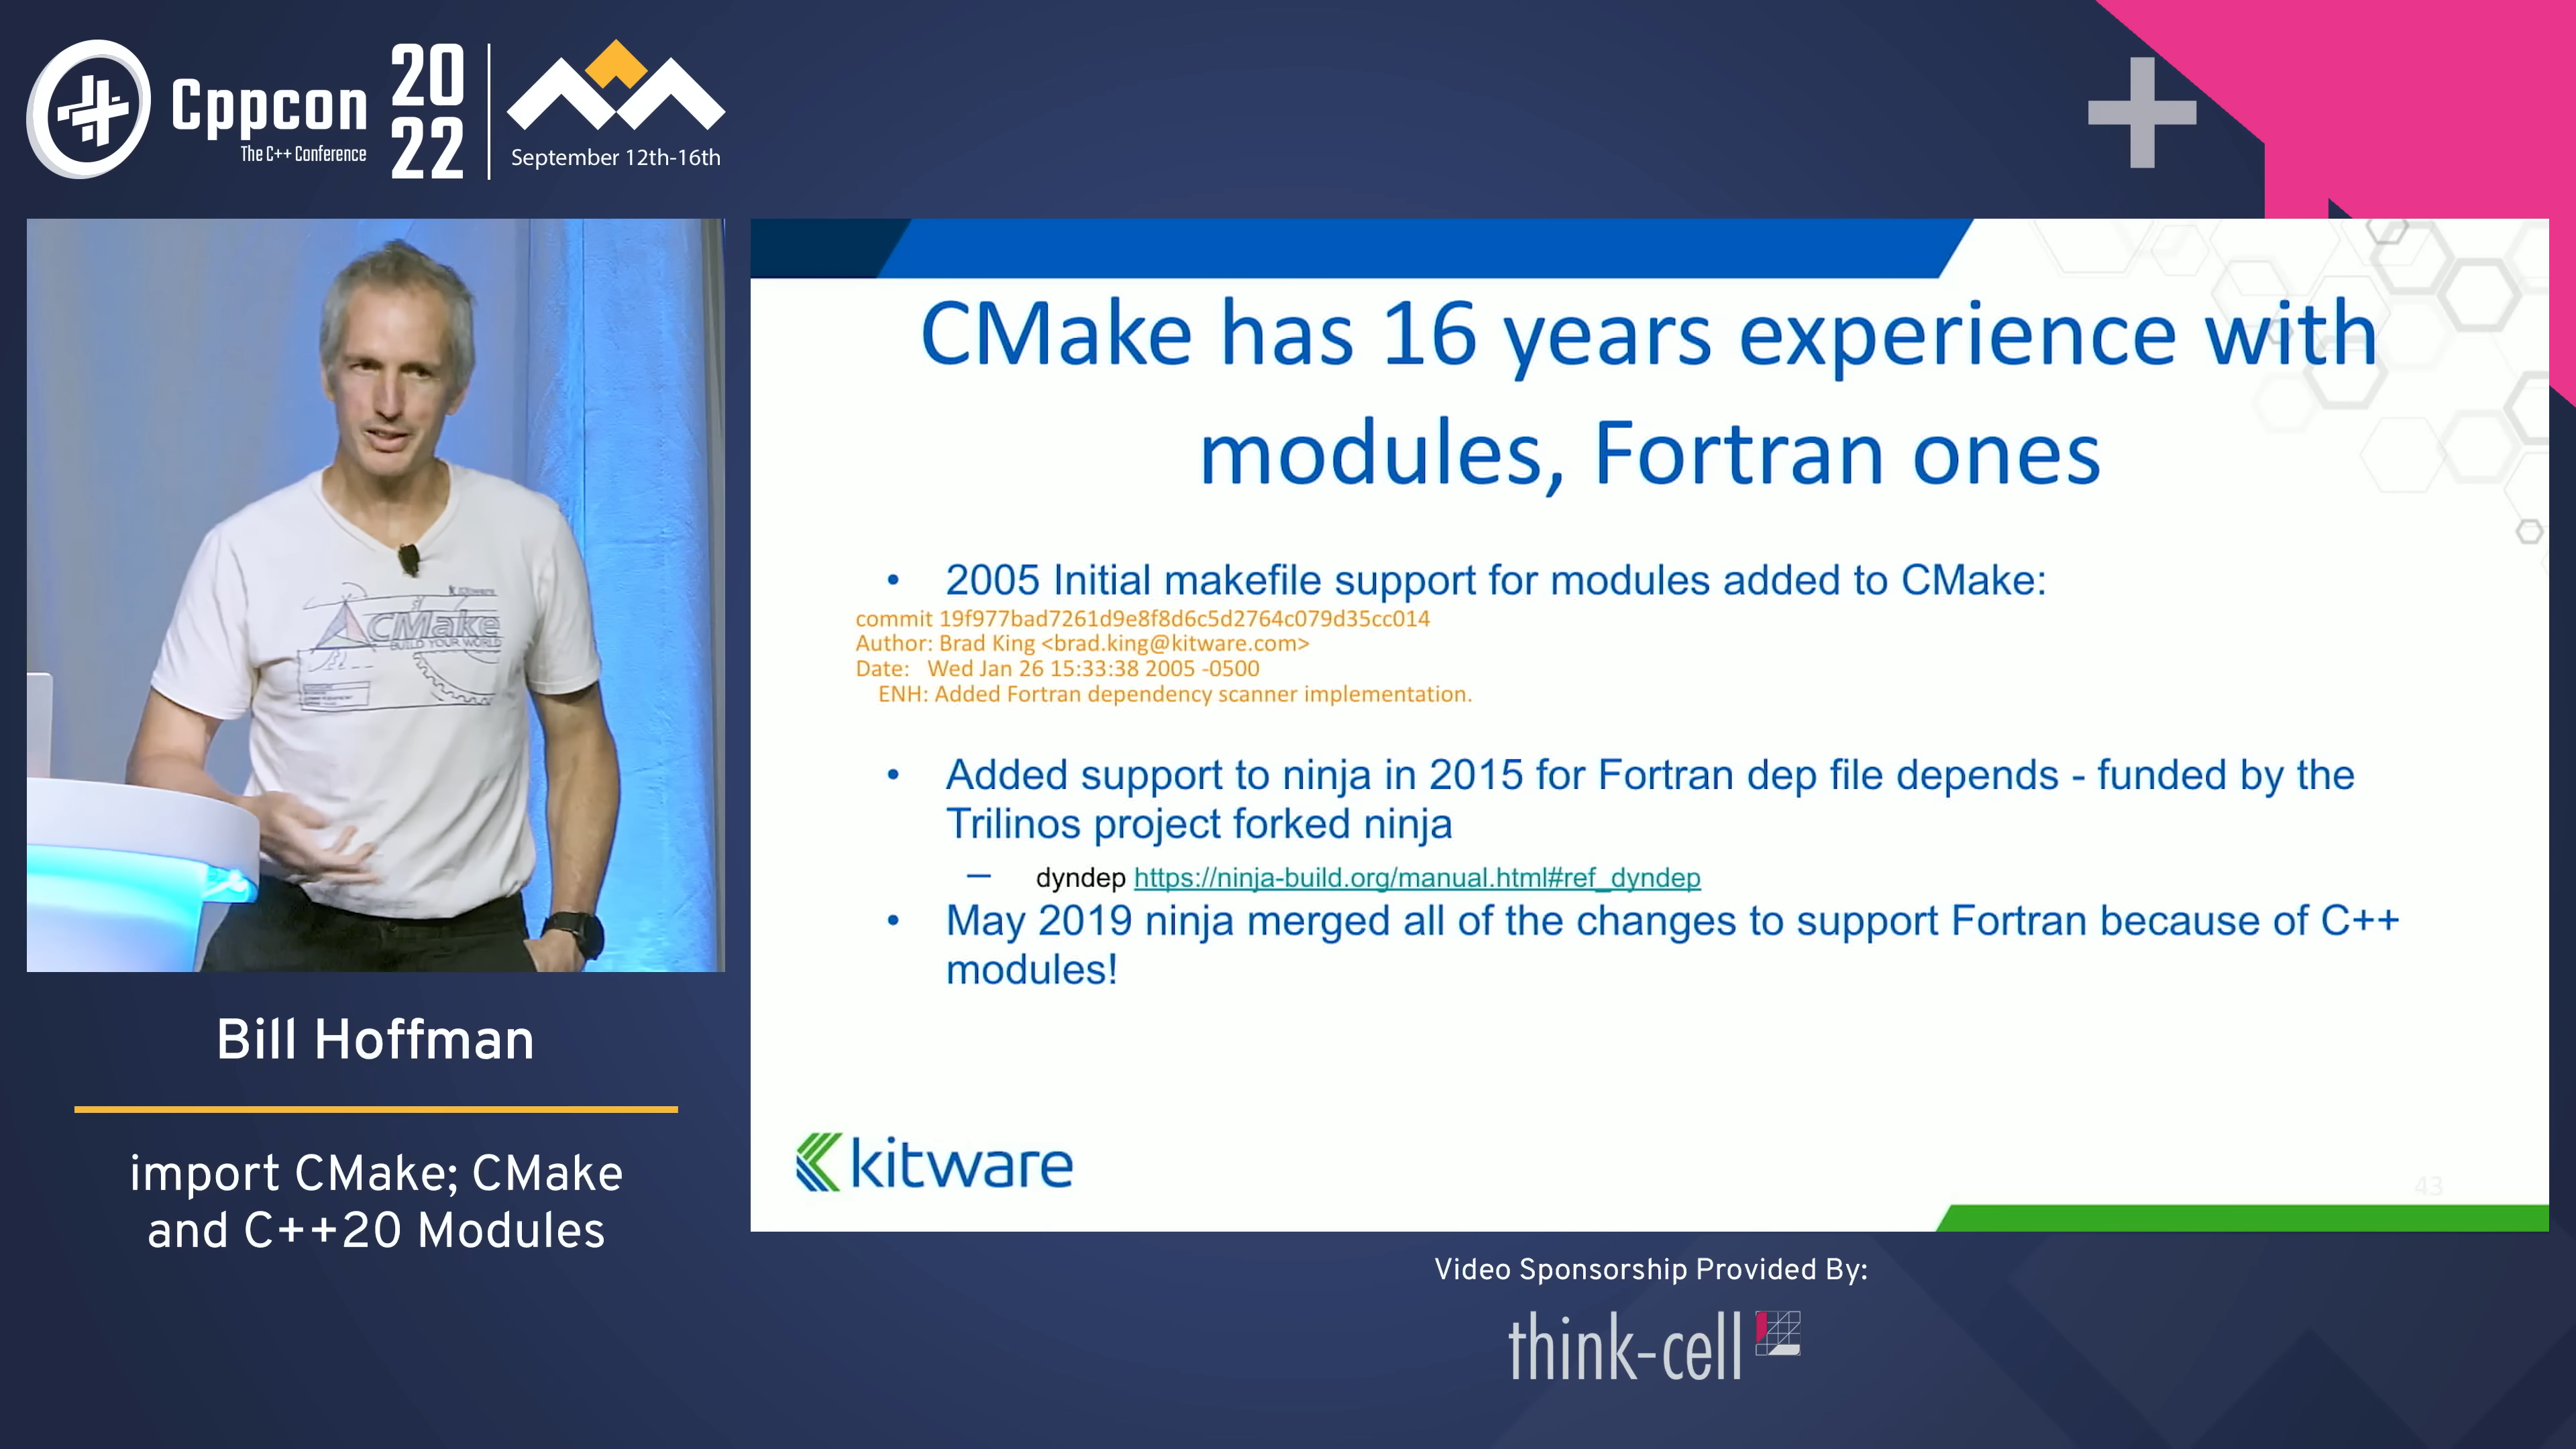 Cppcon
The C++ Conference
20
22
September 12th-16th
CMake
BUILD YOUR WORLD
Bill Hoffman
import CMake; CMake
and C++20 Modules
CMake has 16 years experience with
modules, Fortran ones
• 2005 Initial makefile support for modules added to CMake:
commit 19f977bad7261d9e8f8d6c5d2764c079d35cc014
Author: Brad King <brad.king@kitware.com>
Date: Wed Jan 26 15:33:38 2005 -0500
ENH: Added Fortran dependency scanner implementation.
• Added support to ninja in 2015 for Fortran dep file depends - funded by the
Trilinos project forked ninja
– dyndep https://ninja-build.org/manual.html#ref_dyndep
• May 2019 ninja merged all of the changes to support Fortran because of C++
modules!
kitware
43
Video Sponsorship Provided By:
think-cell